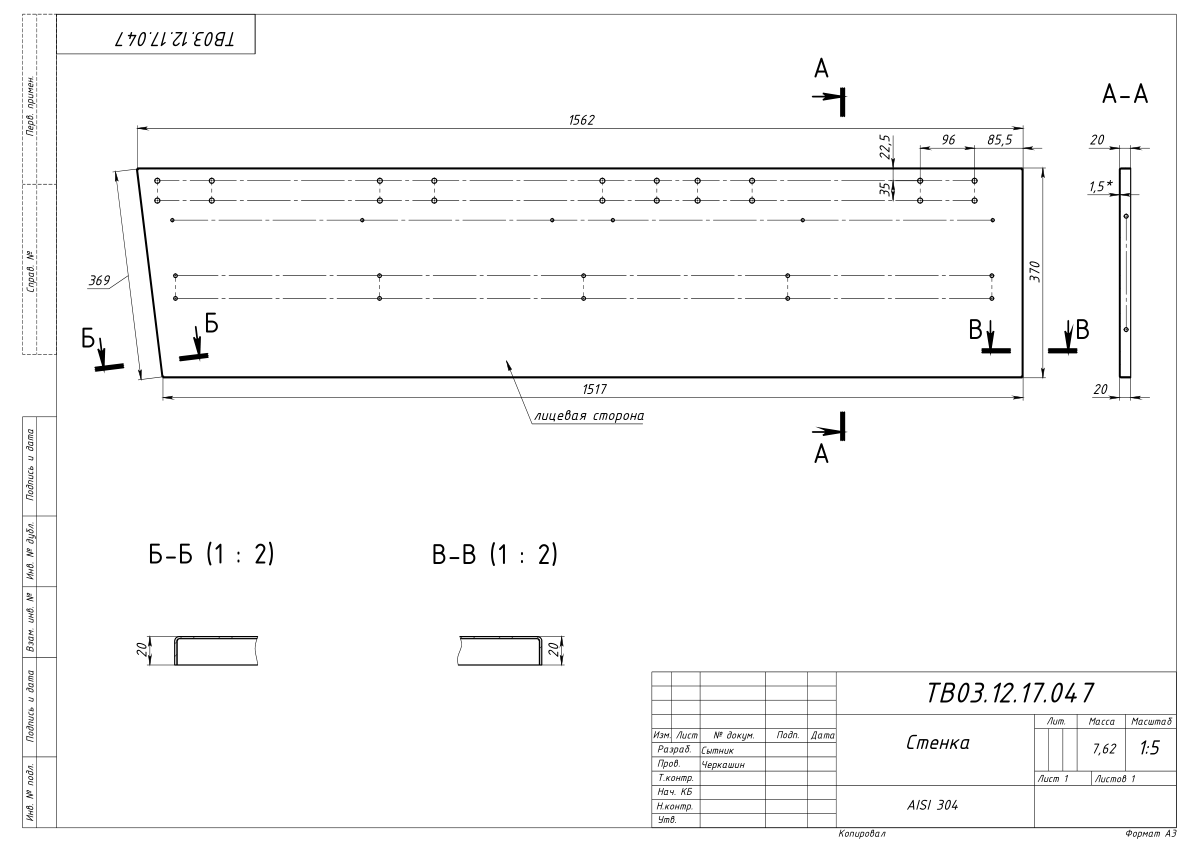 ТВ03.12.17.047
Перв. примен.
Справ. №
Подпись и дата
Инв. № дубл.
Взам. инв. №
Подпись и дата
Инв. № подл.
А
А-А
1562
22,5
96
85,5
20
35
1,5*
369
370
Б
Б
В
В
1517
20
лицевая сторона
А
Б-Б (1 : 2)
В-В (1 : 2)
20
20
ТВ03.12.17.047
Изм. Лист № докум. Подп. Дата
Разраб. Сытник
Пров. Черкашин
Т.контр.
Нач. КБ
Н.контр.
Утв.
Стенка
Лит. Масса Масштаб
7,62 1:5
Лист 1 Листов 1
AISI 304
Копировал Формат А3